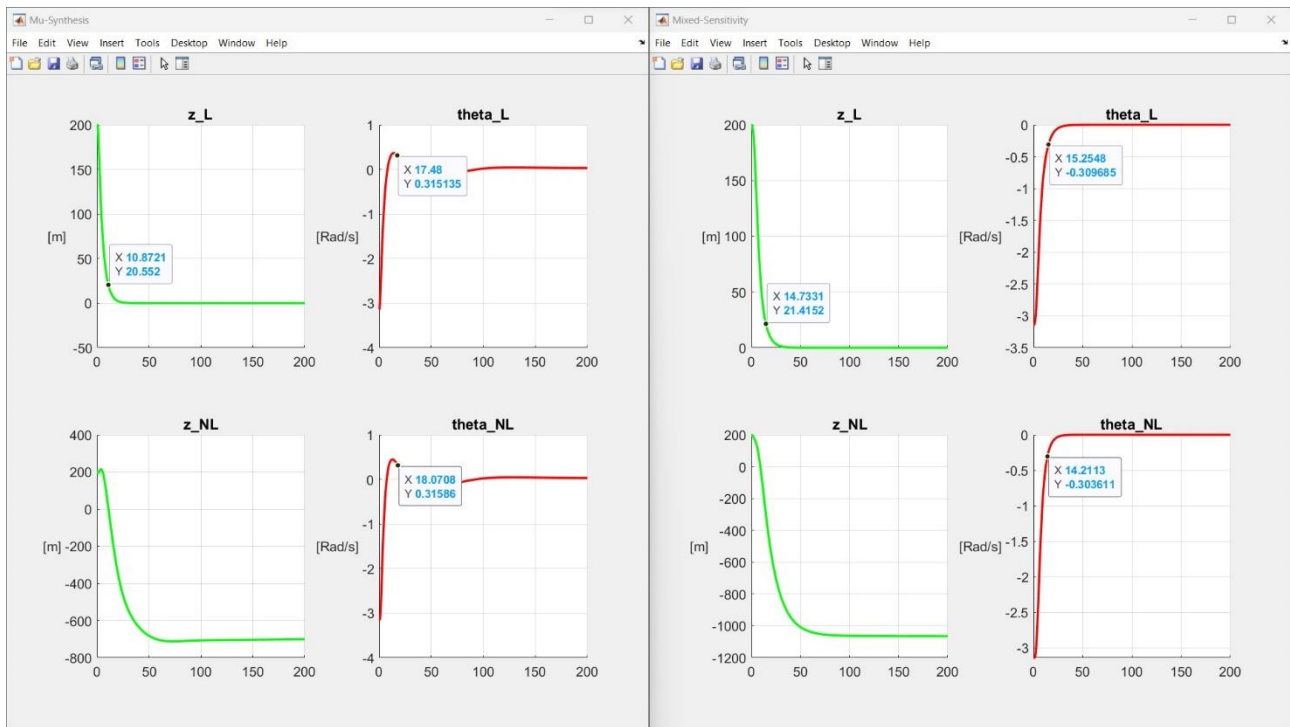 Mu-Synthesis
File Edit View Insert Tools Desktop Window Help
z_L
200
150
100
50
0
-50
[m]
X 10.8721
Y 20.552
0 50 100 150 200
theta_L
1
0
-1
-2
-3
-4
[Rad/s]
X 17.48
Y 0.315135
0 50 100 150 200
z_NL
400
200
0
-200
-400
-600
-800
[m]
0 50 100 150 200
theta_NL
1
0
-1
-2
-3
-4
[Rad/s]
X 18.0708
Y 0.31586
0 50 100 150 200
Mixed-Sensitivity
File Edit View Insert Tools Desktop Window Help
z_L
200
150
100
50
0
[m]
X 14.7331
Y 21.4152
0 50 100 150 200
theta_L
0
-0.5
-1
-1.5
-2
-2.5
-3
-3.5
[Rad/s]
X 15.2548
Y -0.309685
0 50 100 150 200
z_NL
200
0
-200
-400
-600
-800
-1000
-1200
[m]
0 50 100 150 200
theta_NL
0
-0.5
-1
-1.5
-2
-2.5
-3
[Rad/s]
X 14.2113
Y -0.303611
0 50 100 150 200